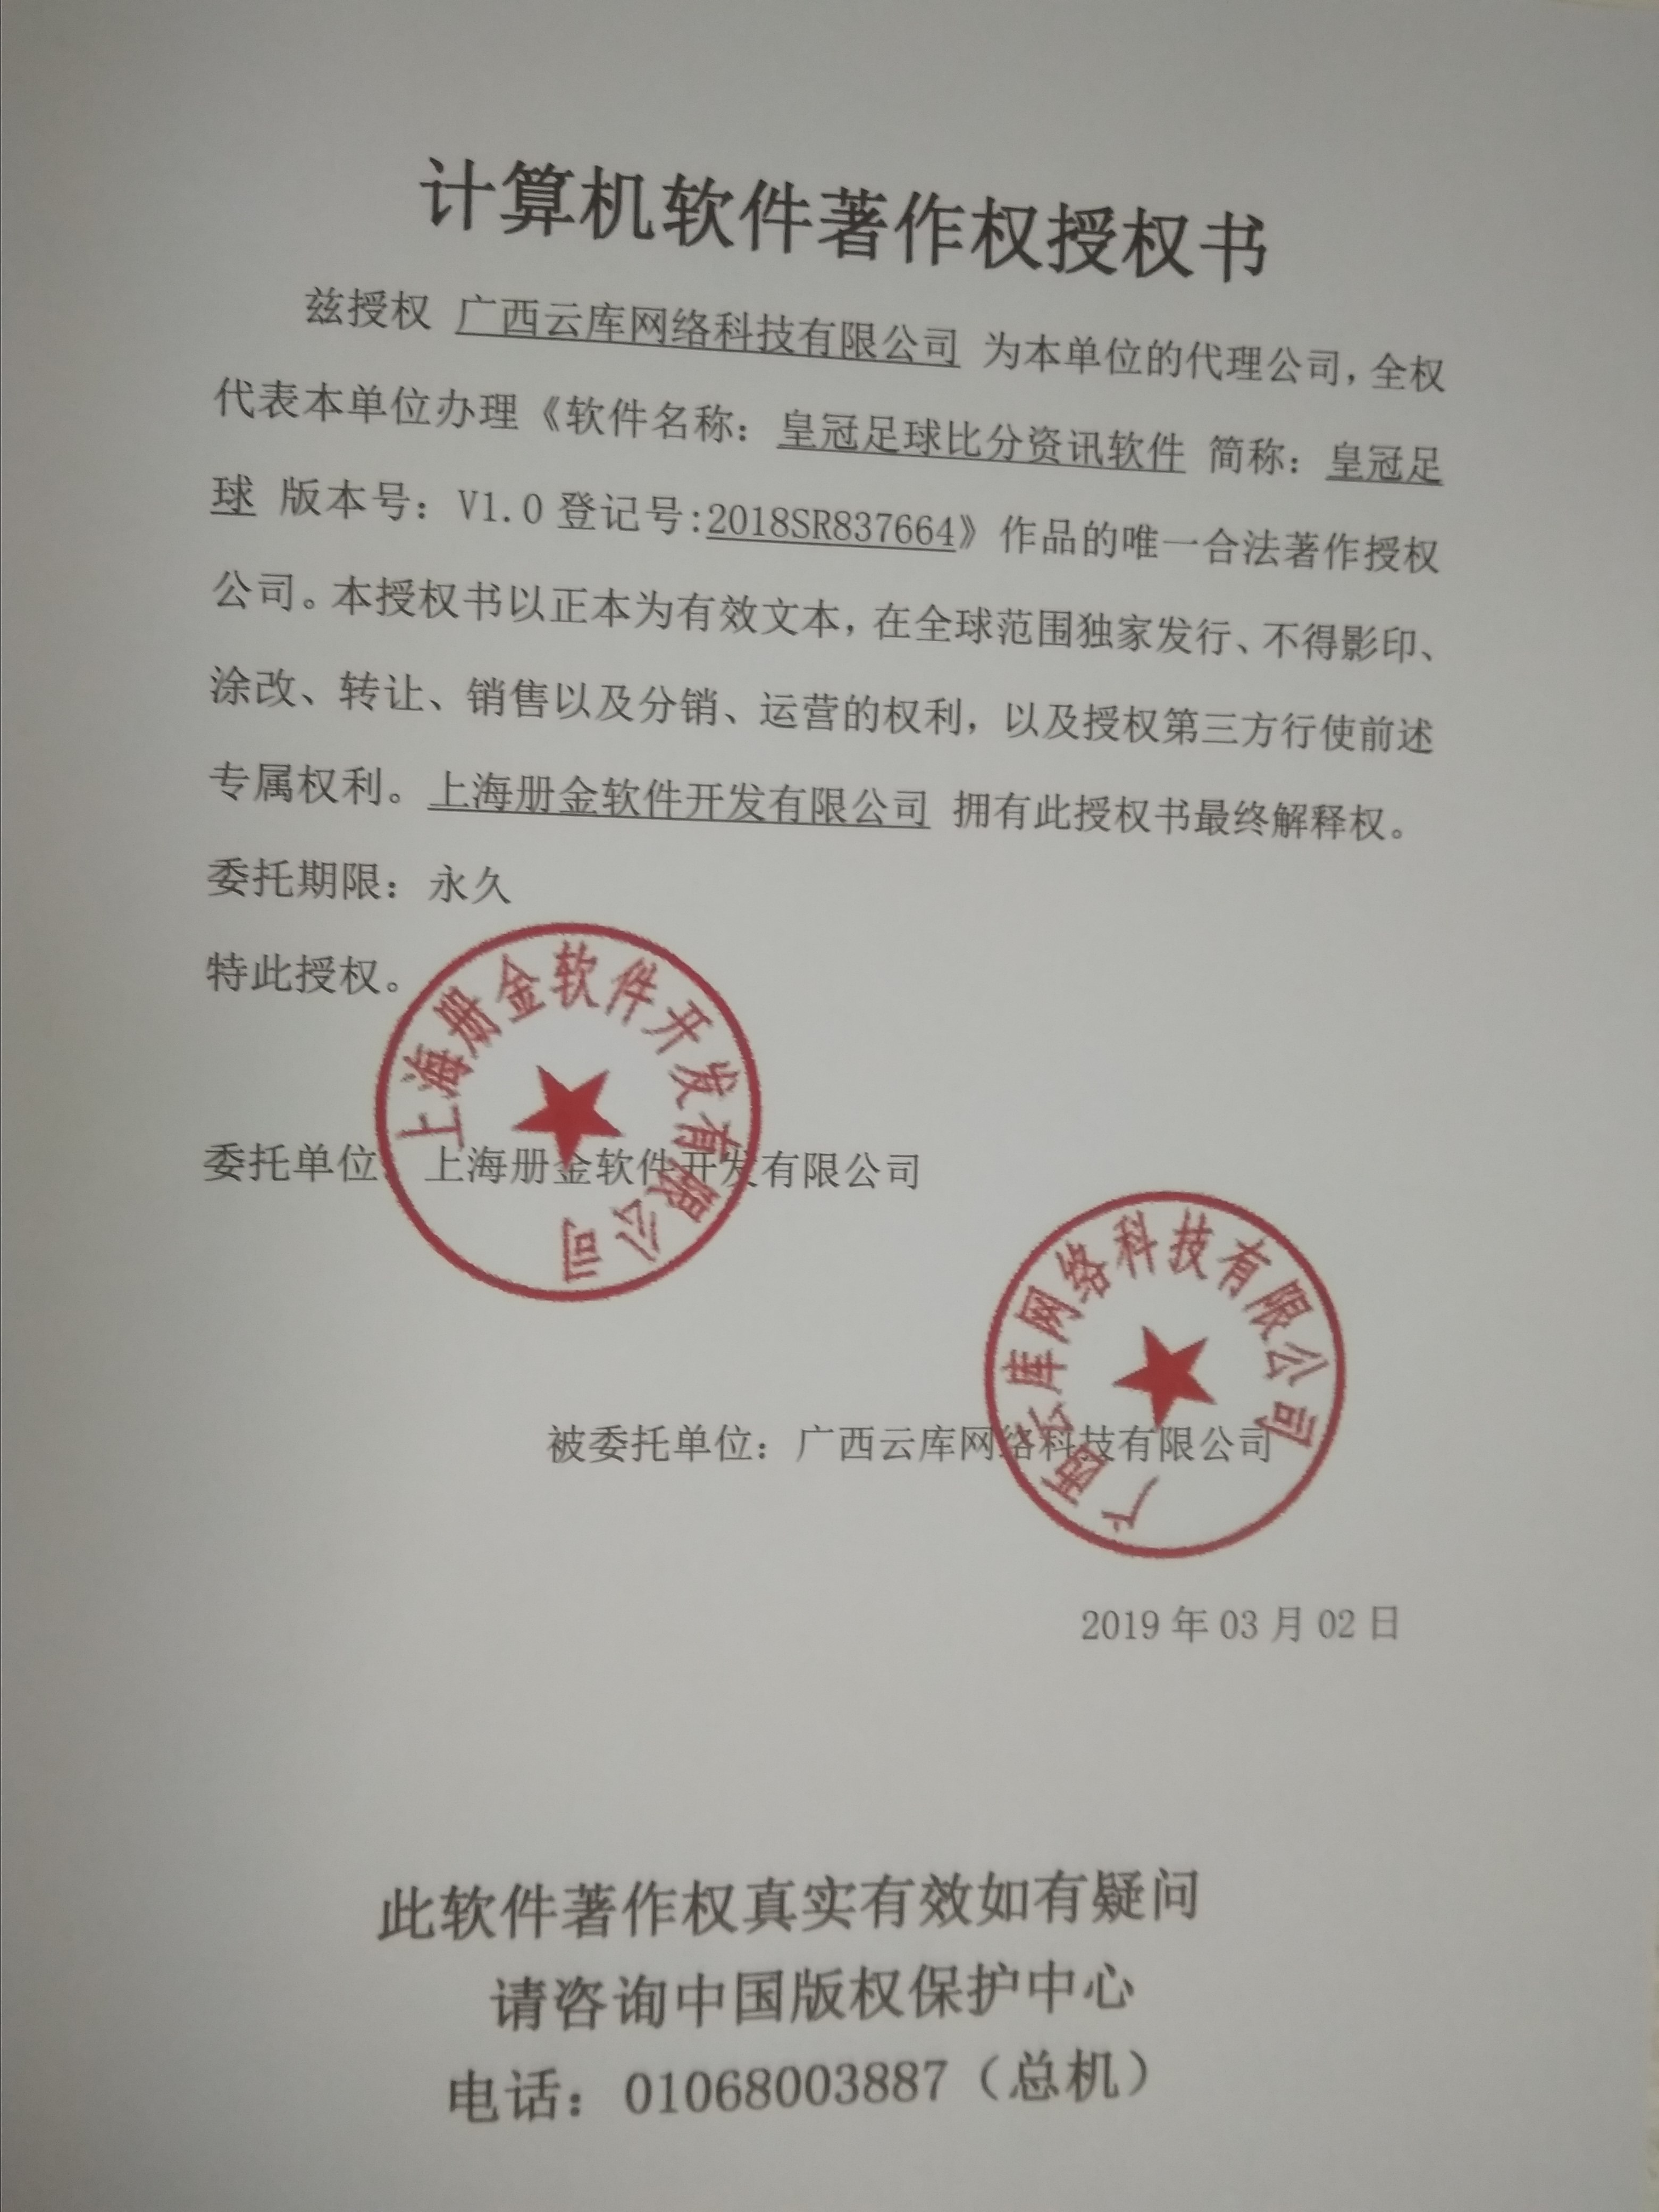 计算机软件著作权授权书
兹授权 广西云库网络科技有限公司 为本单位的代理公司，全权
代表本单位办理《软件名称：皇冠足球比分资讯软件 简称：皇冠足
球 版本号：V1.0 登记号:2018SR837664》作品的唯一合法著作授权
公司。本授权书以正本为有效文本，在全球范围独家发行、不得影印、
涂改、转让、销售以及分销、运营的权利，以及授权第三方行使前述
专属权利。上海册金软件开发有限公司 拥有此授权书最终解释权。
委托期限：永久
特此授权。
上海册金软件开发有限公司
委托单位：上海册金软件开发有限公司
广西云库网络科技有限公司
被委托单位：广西云库网络科技有限公司
2019 年 03 月 02 日
此软件著作权真实有效如有疑问
请咨询中国版权保护中心
电话：01068003887（总机）